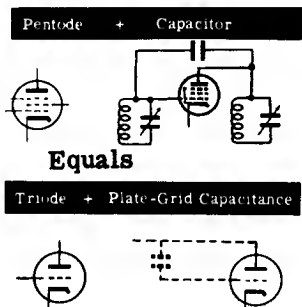 Pentode + Capacitor
Equals
Triode + Plate-Grid Capacitance